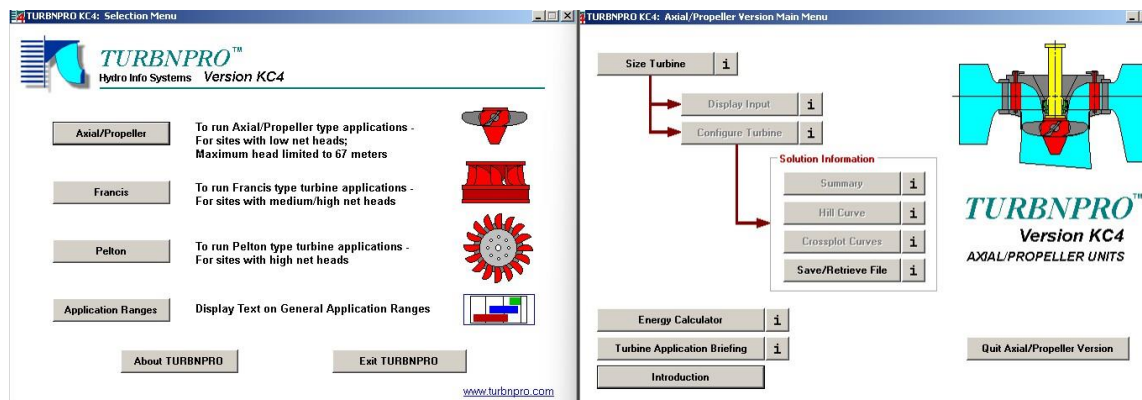 TURBNPRO KC4: Selection Menu
TURBNPRO™
Hydro Info Systems Version KC4
Axial/Propeller
To run Axial/Propeller type applications -
For sites with low net heads;
Maximum head limited to 67 meters
Francis
To run Francis type turbine applications -
For sites with medium/high net heads
Pelton
To run Pelton type turbine applications -
For sites with high net heads
Application Ranges
Display Text on General Application Ranges
About TURBNPRO
Exit TURBNPRO
www.turbnpro.com
TURBNPRO KC4: Axial/Propeller Version Main Menu
Size Turbine i
Display Input i
Configure Turbine i
Solution Information
Summary i
Hill Curve i
Crossplot Curves i
Save/Retrieve File i
TURBNPRO™
Version KC4
AXIAL/PROPELLER UNITS
Energy Calculator i
Turbine Application Briefing i
Introduction
Quit Axial/Propeller Version